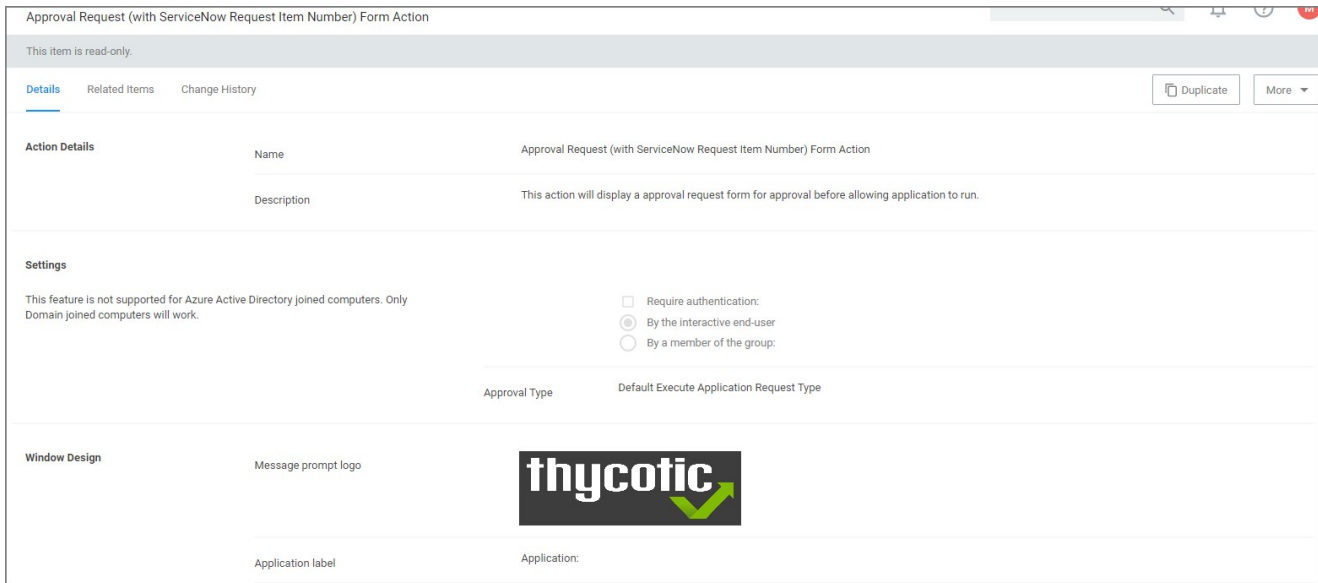 Approval Request (with ServiceNow Request Item Number) Form Action
M
This item is read-only.
Details Related Items Change History Duplicate More
Action Details
Name Approval Request (with ServiceNow Request Item Number) Form Action
Description This action will display a approval request form for approval before allowing application to run.
Settings
This feature is not supported for Azure Active Directory joined computers. Only
Domain joined computers will work.
Require authentication:
By the interactive end-user
By a member of the group:
Approval Type Default Execute Application Request Type
Window Design
Message prompt logo thycotic
Application label Application: